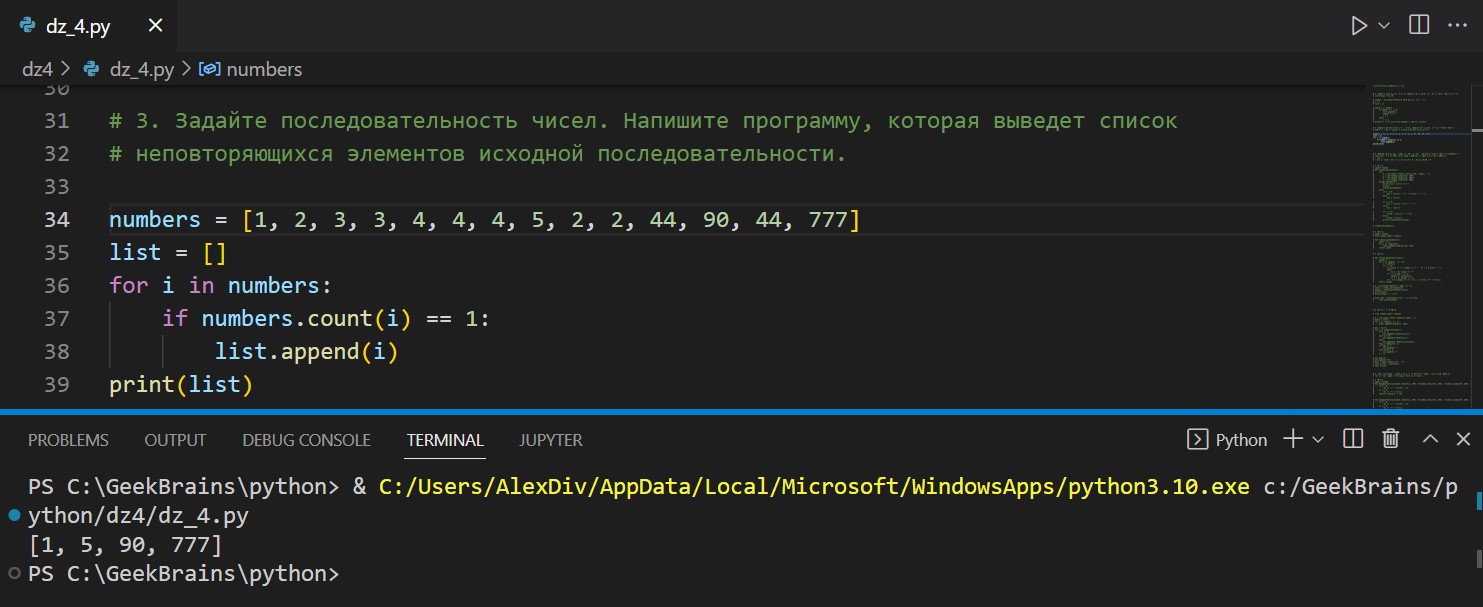 dz_4.py
dz4 > dz_4.py > numbers
30
31 # 3. Задайте последовательность чисел. Напишите программу, которая выведет список
32 # неповторяющихся элементов исходной последовательности.
33
34 numbers = [1, 2, 3, 3, 4, 4, 4, 5, 2, 2, 44, 90, 44, 777]
35 list = []
36 for i in numbers:
37 if numbers.count(i) == 1:
38 list.append(i)
39 print(list)
PROBLEMS OUTPUT DEBUG CONSOLE TERMINAL JUPYTER Python
PS C:\GeekBrains\python> & C:/Users/AlexDiv/AppData/Local/Microsoft/WindowsApps/python3.10.exe c:/GeekBrains/p
ython/dz4/dz_4.py
[1, 5, 90, 777]
PS C:\GeekBrains\python>